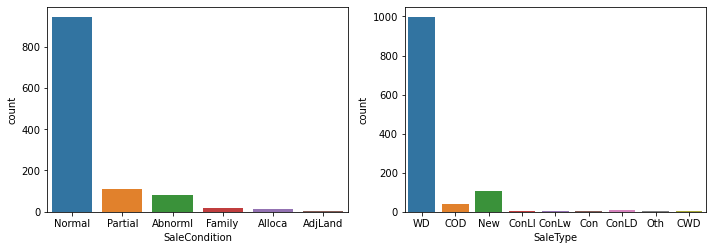 count
800
600
400
200
0
Normal Partial Abnorml Family Alloca AdjLand
SaleCondition
count
1000
800
600
400
200
0
WD COD New ConLI ConLw Con ConLD Oth CWD
SaleType